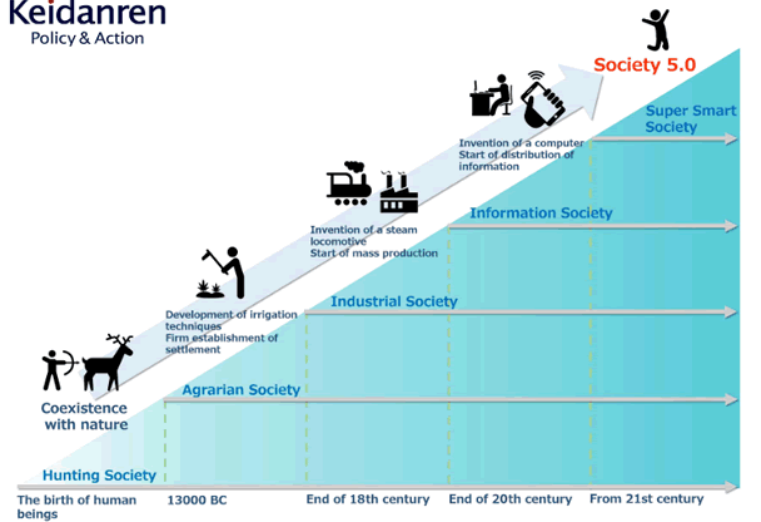 Keidanren
Policy & Action
Society 5.0
Super Smart
Society
Invention of a computer
Start of distribution of
information
Information Society
Invention of a steam
locomotive
Start of mass production
Industrial Society
Development of irrigation
techniques
Firm establishment of
settlement
Agrarian Society
Coexistence
with nature
Hunting Society
The birth of human
beings
13000 BC
End of 18th century
End of 20th century
From 21st century